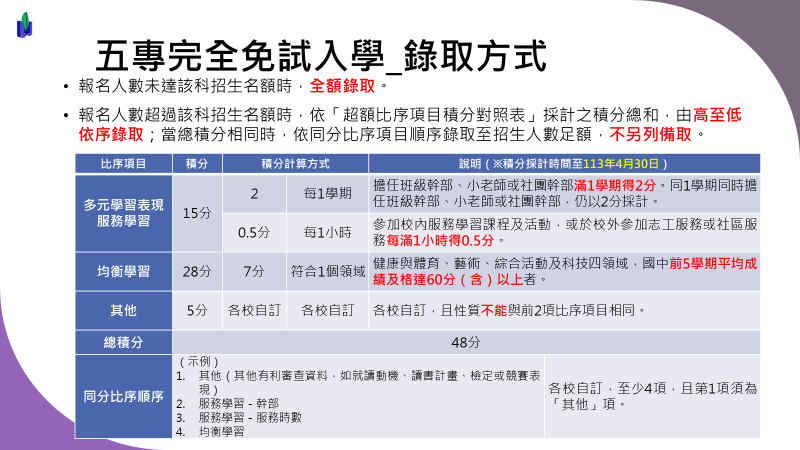 五專完全免試入學_錄取方式
• 報名人數未達該科招生名額時，全額錄取。
• 報名人數超過該科招生名額時，依「超額比序項目積分對照表」採計之積分總和，由高至低
依序錄取；當總積分相同時，依同分比序項目順序錄取至招生人數足額，不另列備取。
比序項目 積分 積分計算方式 說明（※積分採計時間至113年4月30日）
多元學習表現
服務學習
15分
2 每1學期
擔任班級幹部、小老師或社團幹部滿1學期得2分。同1學期同時擔
任班級幹部、小老師或社團幹部，仍以2分採計。
0.5分 每1小時
參加校內服務學習課程及活動，或於校外參加志工服務或社區服
務每滿1小時得0.5分。
均衡學習 28分 7分 符合1個領域
健康與體育、藝術、綜合活動及科技四領域，國中前5學期平均成
績及格達60分（含）以上者。
其他 5分 各校自訂 各校自訂 各校自訂，且性質不能與前2項比序項目相同。
總積分 48分
同分比序順序
（示例）
1. 其他（其他有利審查資料，如就讀動機、讀書計畫、檢定或競賽表
現）
2. 服務學習－幹部
3. 服務學習－服務時數
4. 均衡學習
各校自訂，至少4項，且第1項須為
「其他」項。